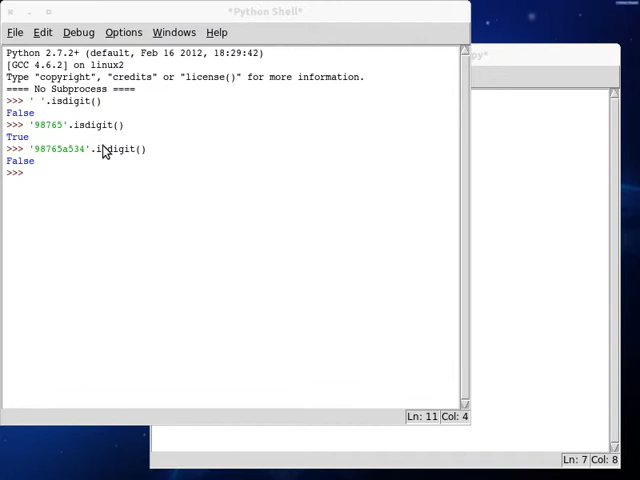 *Python Shell*
File Edit Debug Options Windows Help
Python 2.7.2+ (default, Feb 16 2012, 18:29:42)
[GCC 4.6.2] on linux2
Type "copyright", "credits" or "license()" for more information.
==== No Subprocess ====
>>> ' '.isdigit()
False
>>> '98765'.isdigit()
True
>>> '98765a534'.isdigit()
False
>>>
Ln: 11 Col: 4
py*
Ln: 7 Col: 8